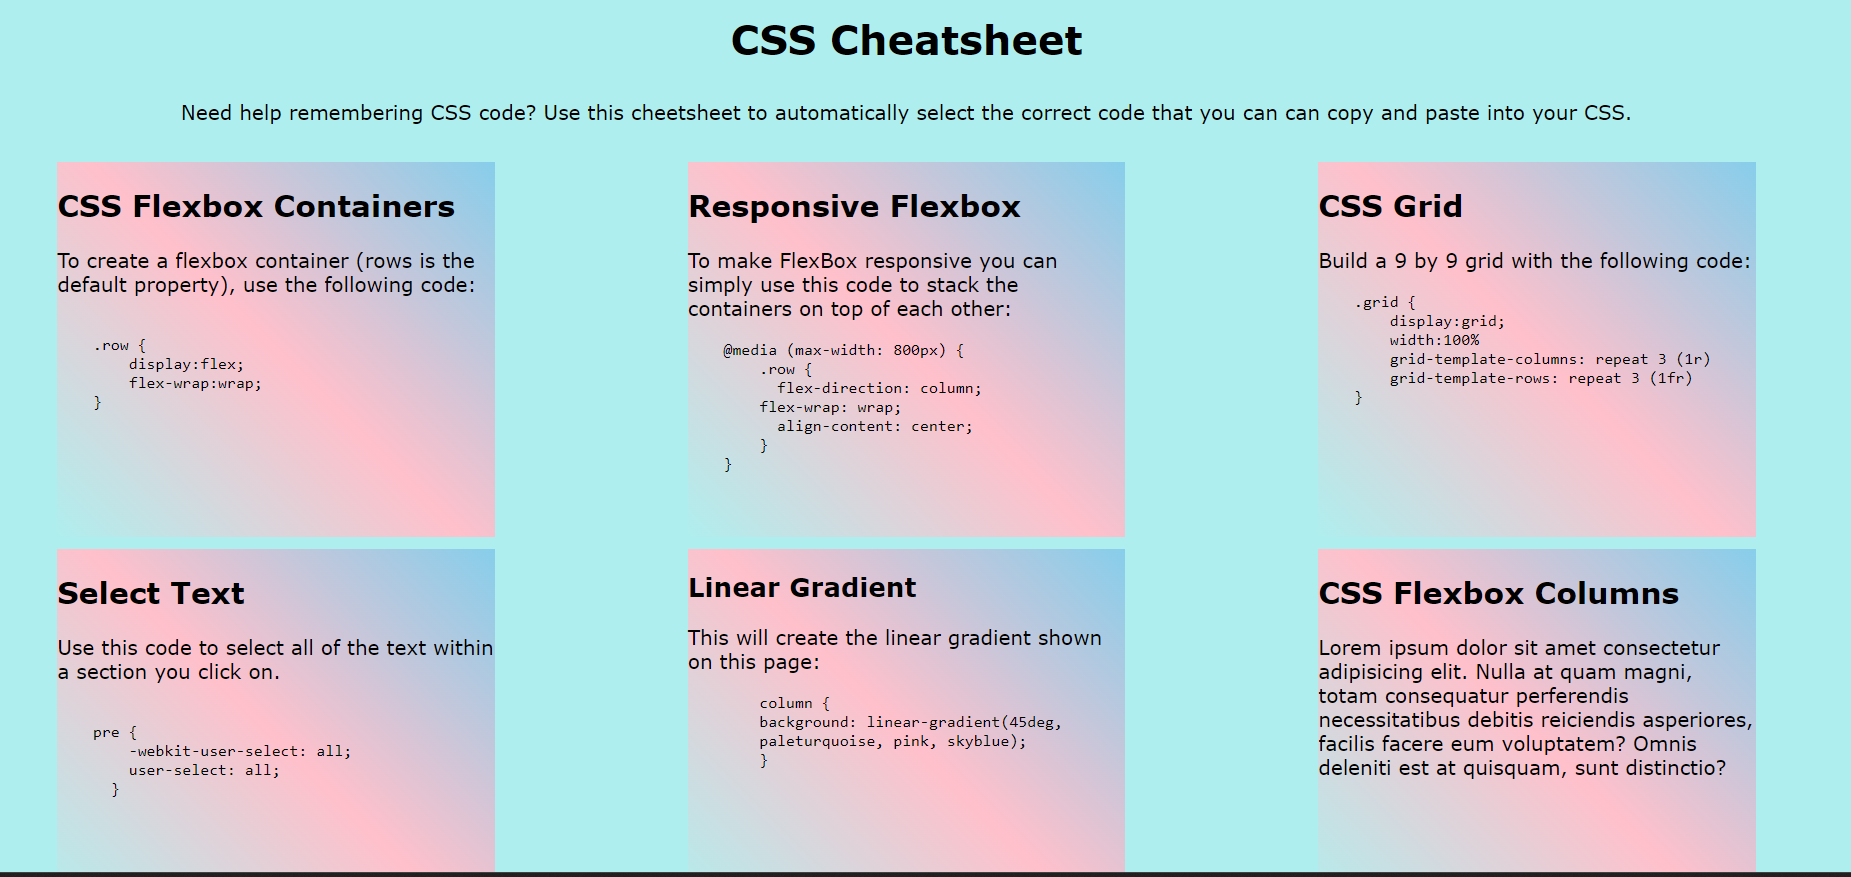 CSS Cheatsheet
Need help remembering CSS code? Use this cheetsheet to automatically select the correct code that you can can copy and paste into your CSS.
CSS Flexbox Containers
To create a flexbox container (rows is the
default property), use the following code:
.row {
display:flex;
flex-wrap:wrap;
}
Responsive Flexbox
To make FlexBox responsive you can
simply use this code to stack the
containers on top of each other:
@media (max-width: 800px) {
.row {
flex-direction: column;
flex-wrap: wrap;
align-content: center;
}
}
CSS Grid
Build a 9 by 9 grid with the following code:
.grid {
display:grid;
width:100%
grid-template-columns: repeat 3 (1r)
grid-template-rows: repeat 3 (1fr)
}
Select Text
Use this code to select all of the text within
a section you click on.
pre {
-webkit-user-select: all;
user-select: all;
}
Linear Gradient
This will create the linear gradient shown
on this page:
column {
background: linear-gradient(45deg,
paleturquoise, pink, skyblue);
}
CSS Flexbox Columns
Lorem ipsum dolor sit amet consectetur
adipisicing elit. Nulla at quam magni,
totam consequatur perferendis
necessitatibus debitis reiciendis asperiores,
facilis facere eum voluptatem? Omnis
deleniti est at quisquam, sunt distinctio?